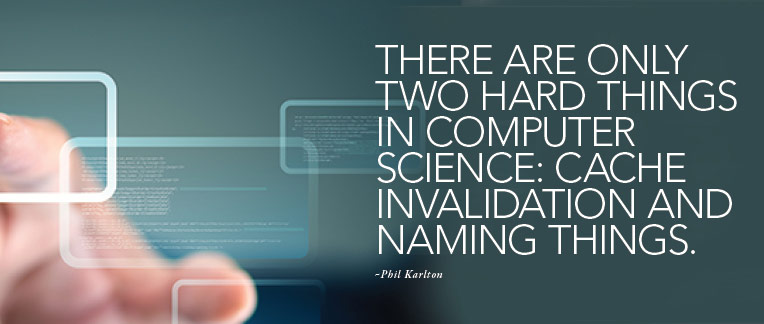 THERE ARE ONLY
TWO HARD THINGS
IN COMPUTER
SCIENCE: CACHE
INVALIDATION AND
NAMING THINGS.
~Phil Karlton